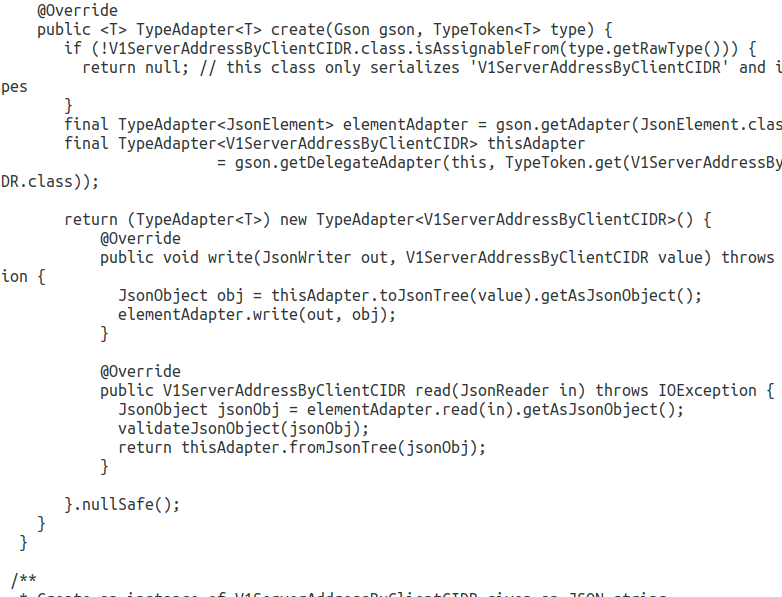 @Override
public <T> TypeAdapter<T> create(Gson gson, TypeToken<T> type) {
if (!V1ServerAddressByClientCIDR.class.isAssignableFrom(type.getRawType())) {
return null; // this class only serializes 'V1ServerAddressByClientCIDR' and i
pes
}
final TypeAdapter<JsonElement> elementAdapter = gson.getAdapter(JsonElement.clas
final TypeAdapter<V1ServerAddressByClientCIDR> thisAdapter
= gson.getDelegateAdapter(this, TypeToken.get(V1ServerAddressBy
DR.class));
return (TypeAdapter<T>) new TypeAdapter<V1ServerAddressByClientCIDR>() {
@Override
public void write(JsonWriter out, V1ServerAddressByClientCIDR value) throws
ion {
JsonObject obj = thisAdapter.toJsonTree(value).getAsJsonObject();
elementAdapter.write(out, obj);
}
@Override
public V1ServerAddressByClientCIDR read(JsonReader in) throws IOException {
JsonObject jsonObj = elementAdapter.read(in).getAsJsonObject();
validateJsonObject(jsonObj);
return thisAdapter.fromJsonTree(jsonObj);
}
}.nullSafe();
}
}
/**